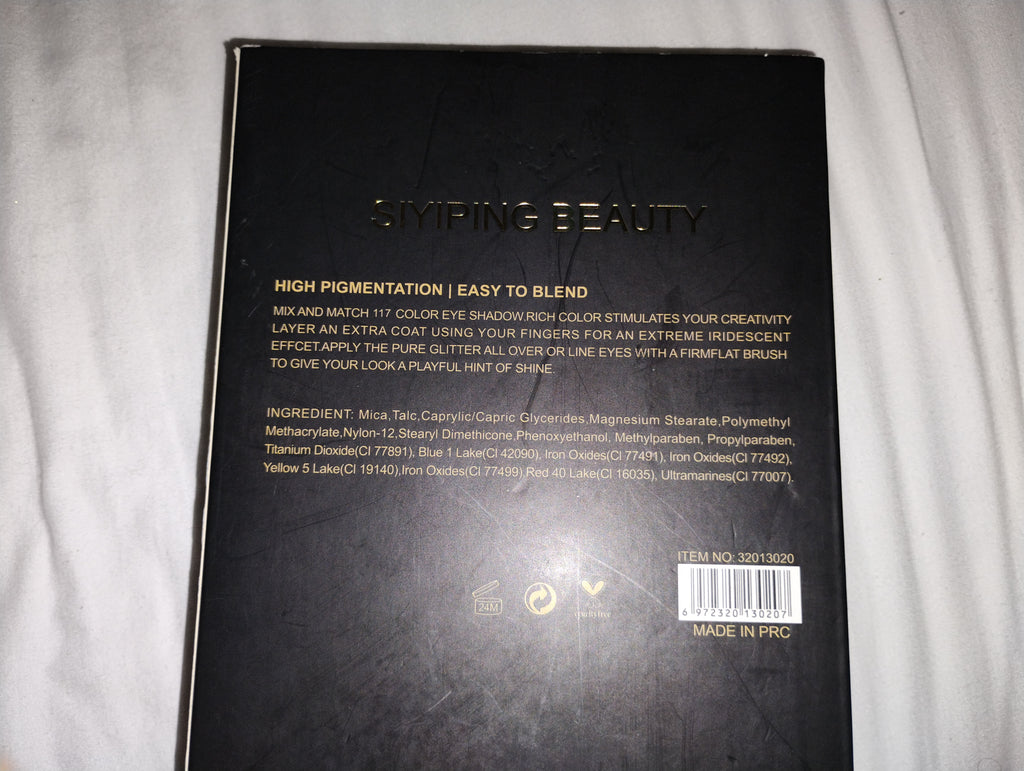 SIYIPING BEAUTY
HIGH PIGMENTATION | EASY TO BLEND
MIX AND MATCH 117 COLOR EYE SHADOW.RICH COLOR STIMULATES YOUR CREATIVITY
LAYER AN EXTRA COAT USING YOUR FINGERS FOR AN EXTREME IRIDESCENT
EFFCET.APPLY THE PURE GLITTER ALL OVER OR LINE EYES WITH A FIRMFLAT BRUSH
TO GIVE YOUR LOOK A PLAYFUL HINT OF SHINE.
INGREDIENT: Mica,Talc,Caprylic/Capric Glycerides,Magnesium Stearate,Polymethyl
Methacrylate,Nylon-12,Stearyl Dimethicone,Phenoxyethanol, Methylparaben, Propylparaben,
Titanium Dioxide(CI 77891), Blue 1 Lake(CI 42090), Iron Oxides(CI 77491), Iron Oxides(CI 77492),
Yellow 5 Lake(CI 19140),Iron Oxides(CI 77499),Red 40 Lake(CI 16035), Ultramarines(CI 77007).
ITEM NO: 32013020
6 972320 130207
24M
crueltyfree
MADE IN PRC